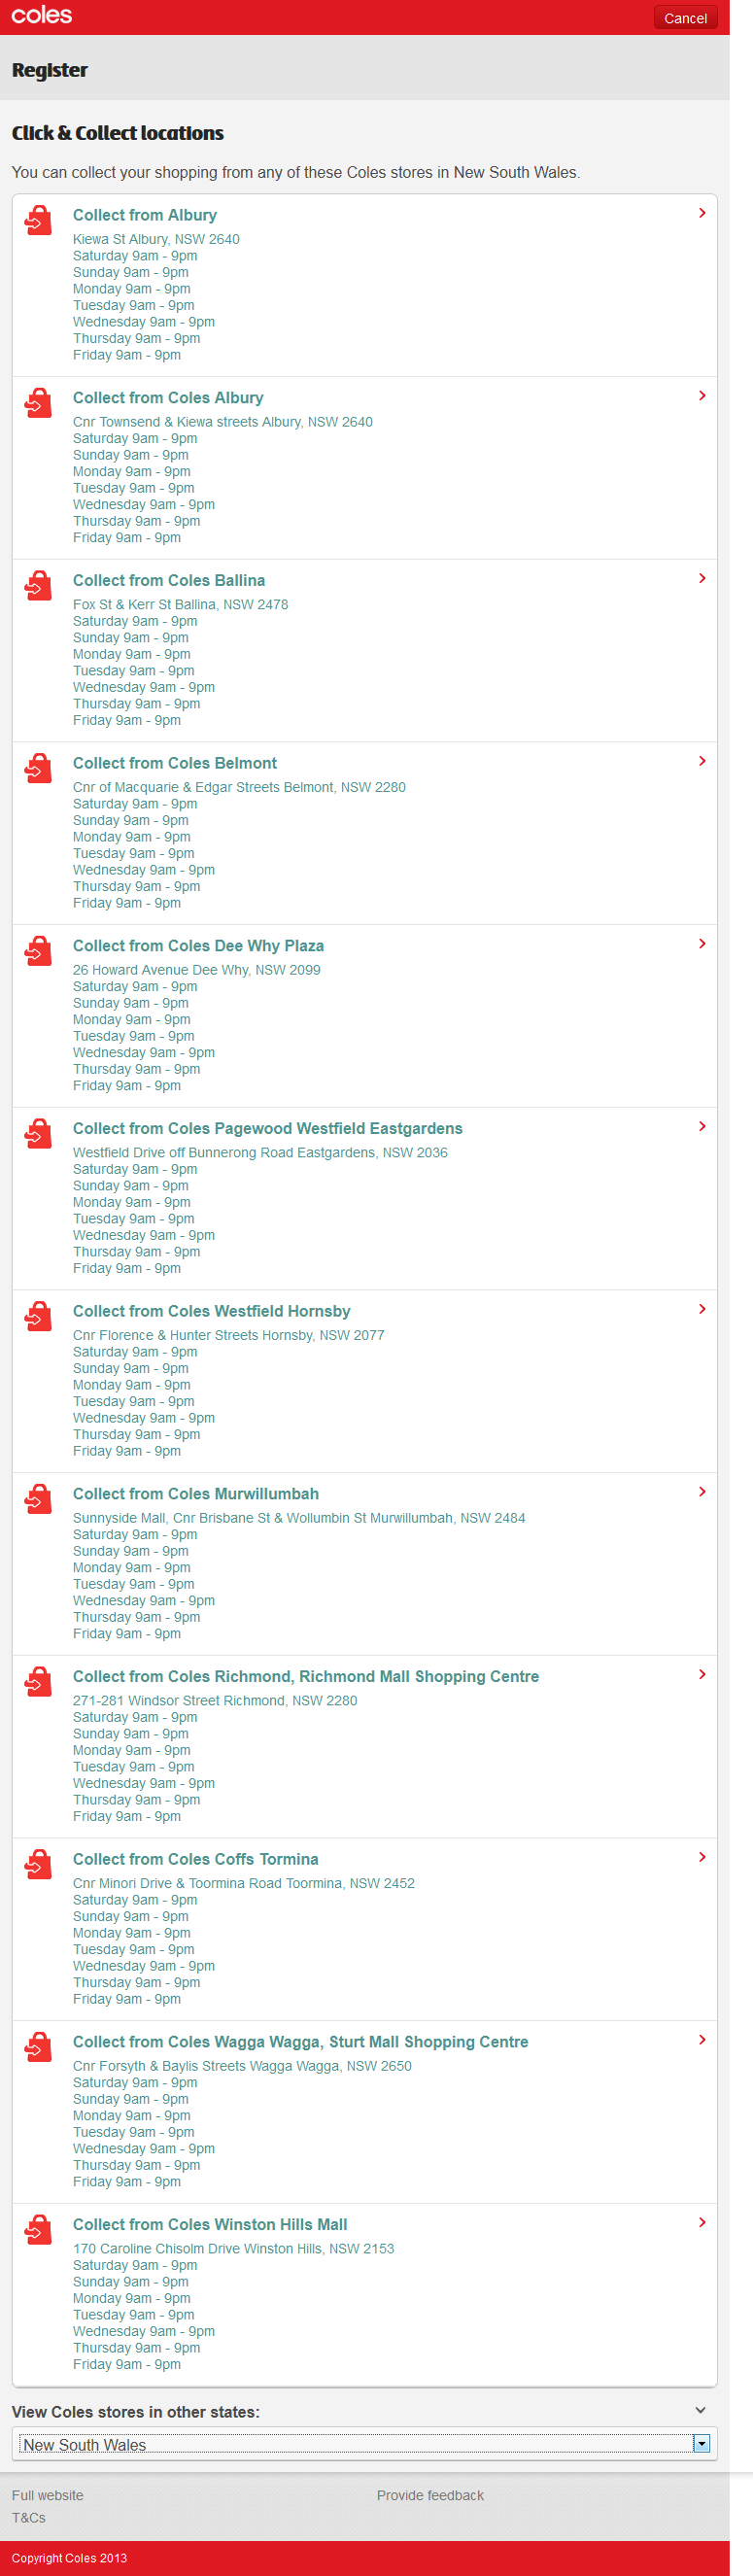 coles
Cancel
Register
Click & Collect locations
You can collect your shopping from any of these Coles stores in New South Wales.
Collect from Albury
Kiewa St Albury, NSW 2640
Saturday 9am - 9pm
Sunday 9am - 9pm
Monday 9am - 9pm
Tuesday 9am - 9pm
Wednesday 9am - 9pm
Thursday 9am - 9pm
Friday 9am - 9pm
Collect from Coles Albury
Cnr Townsend & Kiewa streets Albury, NSW 2640
Saturday 9am - 9pm
Sunday 9am - 9pm
Monday 9am - 9pm
Tuesday 9am - 9pm
Wednesday 9am - 9pm
Thursday 9am - 9pm
Friday 9am - 9pm
Collect from Coles Ballina
Fox St & Kerr St Ballina, NSW 2478
Saturday 9am - 9pm
Sunday 9am - 9pm
Monday 9am - 9pm
Tuesday 9am - 9pm
Wednesday 9am - 9pm
Thursday 9am - 9pm
Friday 9am - 9pm
Collect from Coles Belmont
Cnr of Macquarie & Edgar Streets Belmont, NSW 2280
Saturday 9am - 9pm
Sunday 9am - 9pm
Monday 9am - 9pm
Tuesday 9am - 9pm
Wednesday 9am - 9pm
Thursday 9am - 9pm
Friday 9am - 9pm
Collect from Coles Dee Why Plaza
26 Howard Avenue Dee Why, NSW 2099
Saturday 9am - 9pm
Sunday 9am - 9pm
Monday 9am - 9pm
Tuesday 9am - 9pm
Wednesday 9am - 9pm
Thursday 9am - 9pm
Friday 9am - 9pm
Collect from Coles Pagewood Westfield Eastgardens
Westfield Drive off Bunnerong Road Eastgardens, NSW 2036
Saturday 9am - 9pm
Sunday 9am - 9pm
Monday 9am - 9pm
Tuesday 9am - 9pm
Wednesday 9am - 9pm
Thursday 9am - 9pm
Friday 9am - 9pm
Collect from Coles Westfield Hornsby
Cnr Florence & Hunter Streets Hornsby, NSW 2077
Saturday 9am - 9pm
Sunday 9am - 9pm
Monday 9am - 9pm
Tuesday 9am - 9pm
Wednesday 9am - 9pm
Thursday 9am - 9pm
Friday 9am - 9pm
Collect from Coles Murwillumbah
Sunnyside Mall, Cnr Brisbane St & Wollumbin St Murwillumbah, NSW 2484
Saturday 9am - 9pm
Sunday 9am - 9pm
Monday 9am - 9pm
Tuesday 9am - 9pm
Wednesday 9am - 9pm
Thursday 9am - 9pm
Friday 9am - 9pm
Collect from Coles Richmond, Richmond Mall Shopping Centre
271-281 Windsor Street Richmond, NSW 2280
Saturday 9am - 9pm
Sunday 9am - 9pm
Monday 9am - 9pm
Tuesday 9am - 9pm
Wednesday 9am - 9pm
Thursday 9am - 9pm
Friday 9am - 9pm
Collect from Coles Coffs Tormina
Cnr Minori Drive & Toormina Road Toormina, NSW 2452
Saturday 9am - 9pm
Sunday 9am - 9pm
Monday 9am - 9pm
Tuesday 9am - 9pm
Wednesday 9am - 9pm
Thursday 9am - 9pm
Friday 9am - 9pm
Collect from Coles Wagga Wagga, Sturt Mall Shopping Centre
Cnr Forsyth & Baylis Streets Wagga Wagga, NSW 2650
Saturday 9am - 9pm
Sunday 9am - 9pm
Monday 9am - 9pm
Tuesday 9am - 9pm
Wednesday 9am - 9pm
Thursday 9am - 9pm
Friday 9am - 9pm
Collect from Coles Winston Hills Mall
170 Caroline Chisolm Drive Winston Hills, NSW 2153
Saturday 9am - 9pm
Sunday 9am - 9pm
Monday 9am - 9pm
Tuesday 9am - 9pm
Wednesday 9am - 9pm
Thursday 9am - 9pm
Friday 9am - 9pm
View Coles stores in other states:
New South Wales
Full website
Provide feedback
T&Cs
Copyright Coles 2013